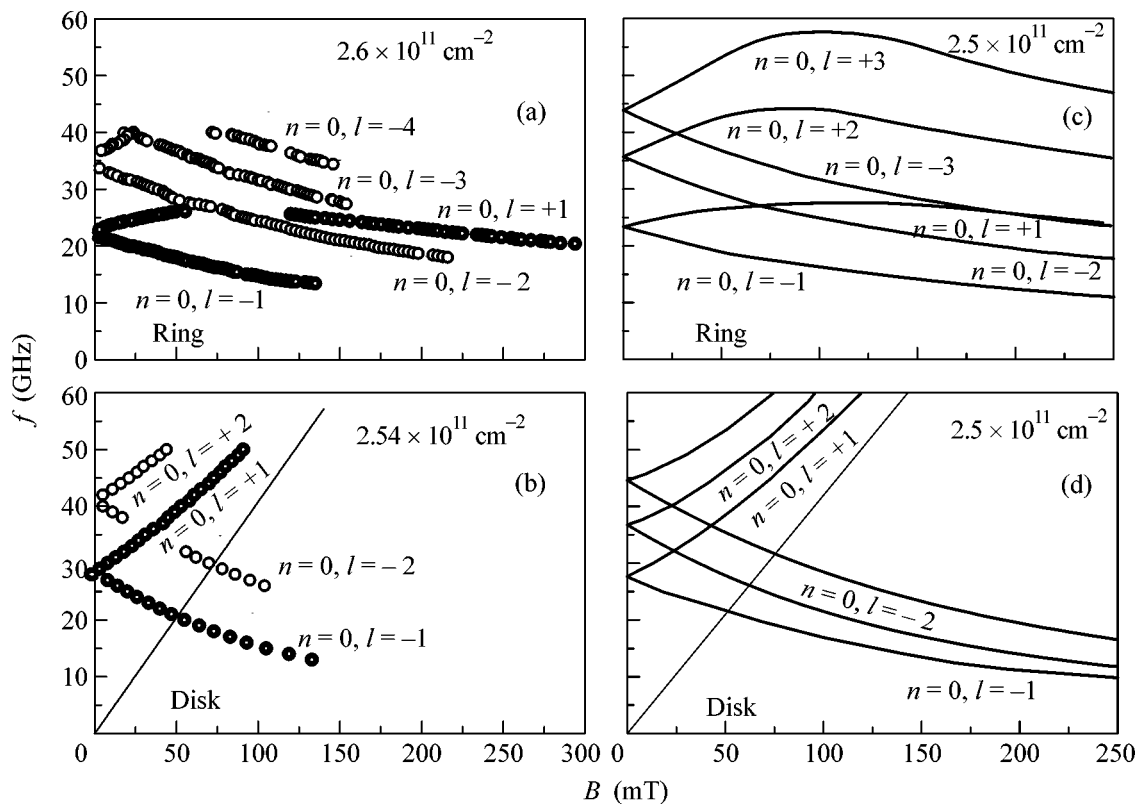 60
50
40
30
20
10
0
2.6 × 10¹¹ cm⁻²
(a)
n = 0, l = −4
n = 0, l = −3
n = 0, l = +1
n = 0, l = − 2
n = 0, l = −1
Ring
2.5 × 10¹¹ cm⁻²
n = 0, l = +3
(c)
n = 0, l = +2
n = 0, l = −3
n = 0, l = +1
n = 0, l = −2
n = 0, l = −1
Ring
f (GHz)
60
50
40
30
20
10
0
2.54 × 10¹¹ cm⁻²
n = 0, l = + 2
n = 0, l = +1
(b)
n = 0, l = − 2
n = 0, l = −1
Disk
50
100
150
200
250
300
2.5 × 10¹¹ cm⁻²
n = 0, l = + 2
n = 0, l = +1
(d)
n = 0, l = −2
n = 0, l = −1
Disk
0
50
100
150
200
250
B (mT)